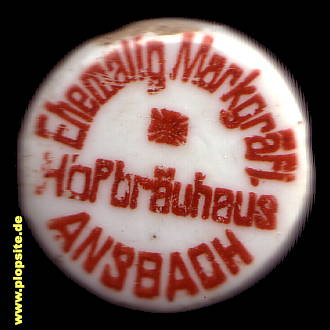 Ehemalig Markgräfl.
Hofbräuhaus
ANSBACH
www.plopsite.de